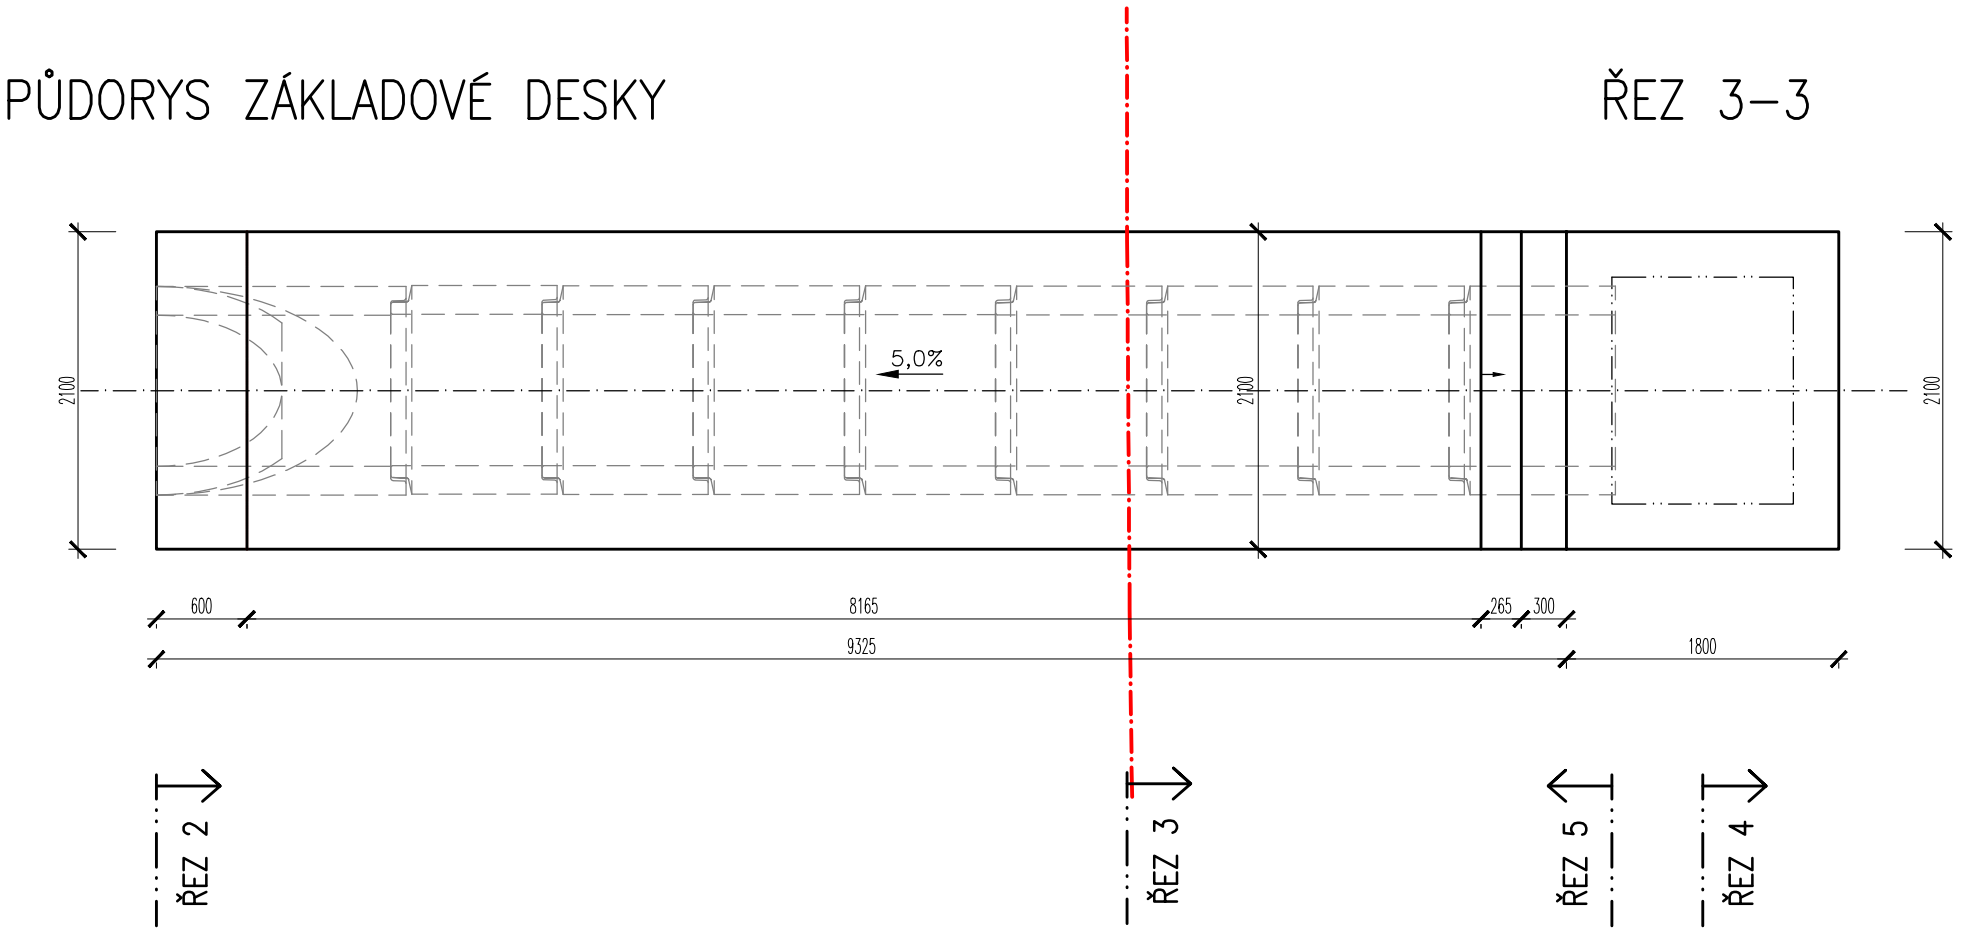 PŮDORYS ZÁKLADOVÉ DESKY
ŘEZ 3-3
5,0%
2100
2100
2100
600
8165
265
300
9325
1800
ŘEZ 2
ŘEZ 3
ŘEZ 5
ŘEZ 4